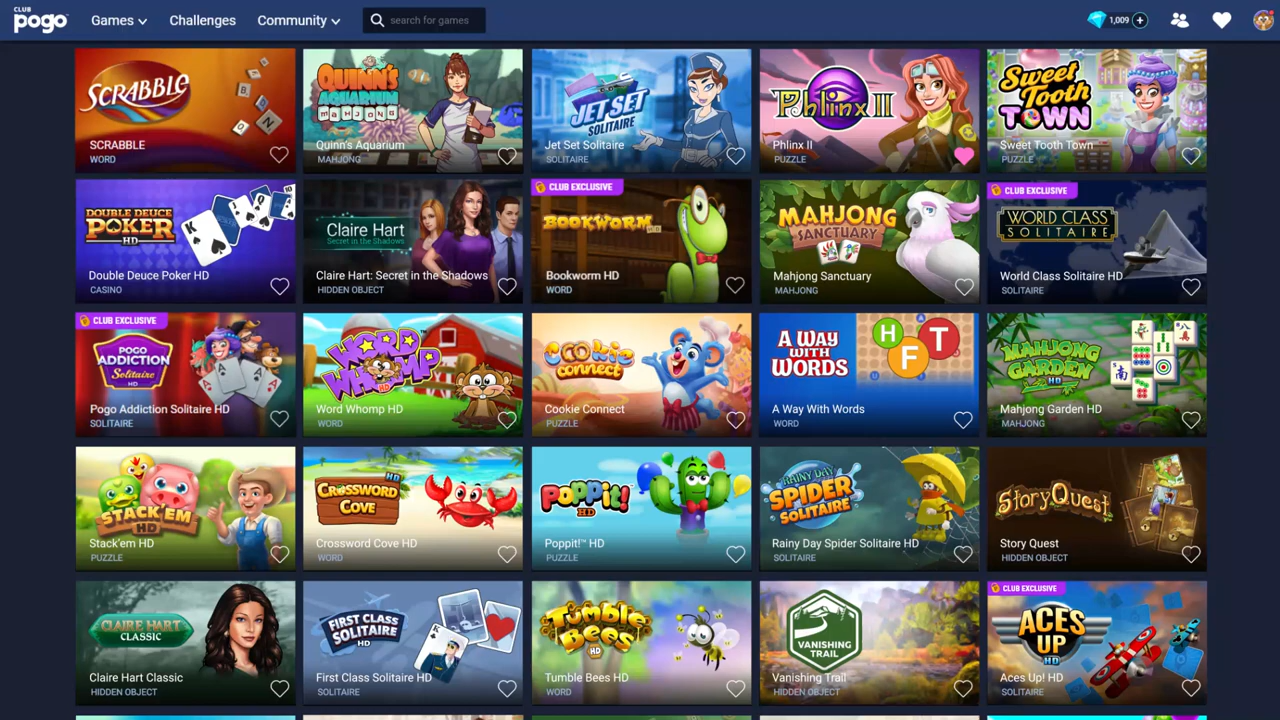 CLUB
pogo
Games
Challenges
Community
search for games
1,009
SCRABBLE
SCRABBLE
WORD
QUINN'S
AQUARIUM
MAHJONG
Quinn's Aquarium
MAHJONG
JET SET
SOLITAIRE
Jet Set Solitaire
SOLITAIRE
Phlinx II
Phlinx II
PUZZLE
Sweet
Tooth
TOWN
Sweet Tooth Town
PUZZLE
DOUBLE DEUCE
POKER
HD
Double Deuce Poker HD
CASINO
Claire Hart
Secret in the Shadows
Claire Hart: Secret in the Shadows
HIDDEN OBJECT
CLUB EXCLUSIVE
BOOKWORM HD
Bookworm HD
WORD
MAHJONG
SANCTUARY
Mahjong Sanctuary
MAHJONG
CLUB EXCLUSIVE
WORLD CLASS
SOLITAIRE
World Class Solitaire HD
SOLITAIRE
CLUB EXCLUSIVE
POGO
ADDICTION
Solitaire
HD
Pogo Addiction Solitaire HD
SOLITAIRE
WORD
WHOMP
HD
Word Whomp HD
WORD
COOKIE
connect
Cookie Connect
PUZZLE
A WAY
WITH
WORDS
H
F
T
A Way With Words
WORD
MAHJONG
GARDEN
HD
Mahjong Garden HD
MAHJONG
STACK'EM
HD
Stack'em HD
PUZZLE
HD
CROSSWORD
COVE
Crossword Cove HD
WORD
POPPIT!
HD
Poppit!™ HD
PUZZLE
RAINY DAY
SPIDER
SOLITAIRE
Rainy Day Spider Solitaire HD
SOLITAIRE
StoryQuest
Story Quest
HIDDEN OBJECT
CLAIRE HART
CLASSIC
Claire Hart Classic
HIDDEN OBJECT
FIRST CLASS
SOLITAIRE
HD
First Class Solitaire HD
SOLITAIRE
Tumble
Bees
HD
Tumble Bees HD
WORD
VANISHING
TRAIL
Vanishing Trail
HIDDEN OBJECT
CLUB EXCLUSIVE
ACES
UP
HD
Aces Up! HD
SOLITAIRE